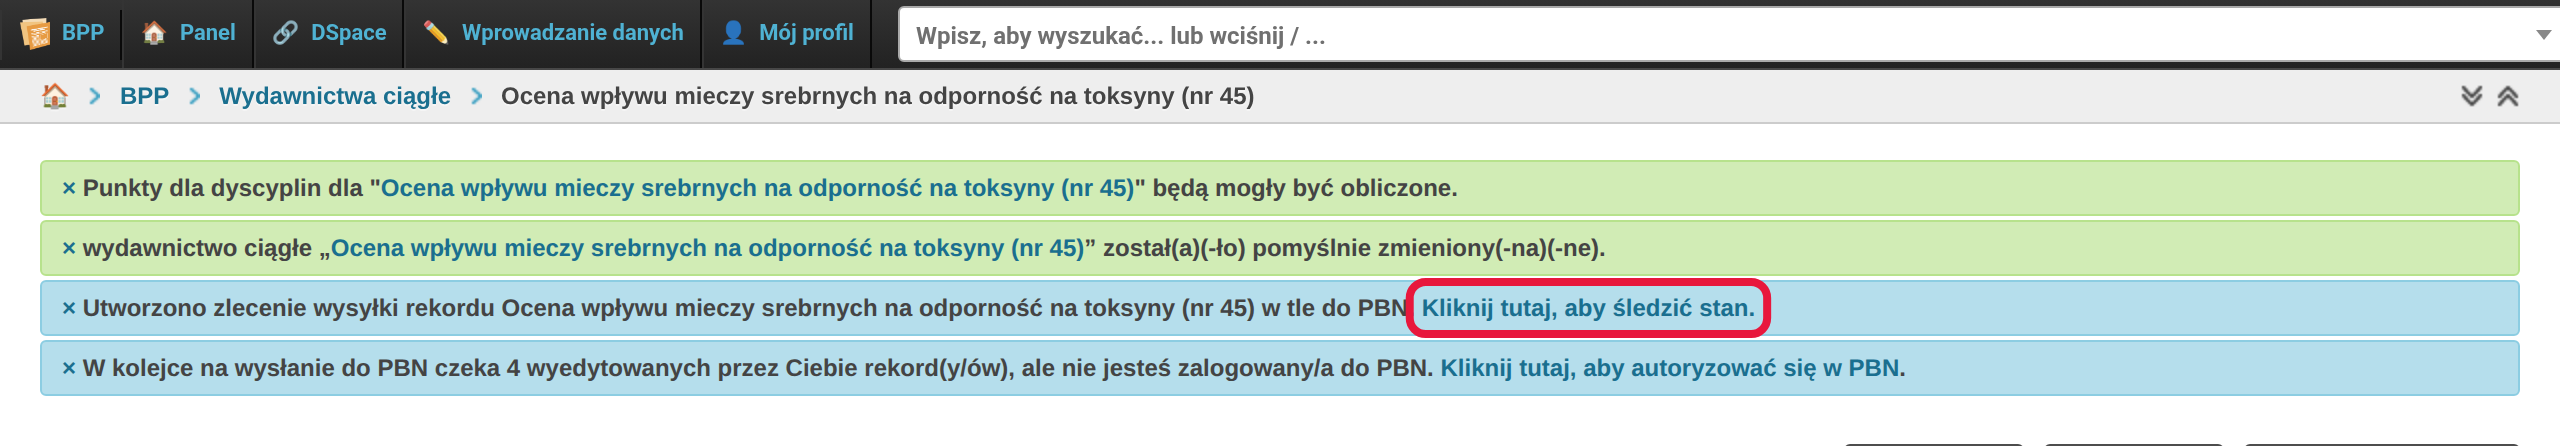 BPP Panel DSpace Wprowadzanie danych Mój profil Wpisz, aby wyszukać... lub wciśnij / ...
BPP Wydawnictwa ciągłe Ocena wpływu mieczy srebrnych na odporność na toksyny (nr 45)
× Punkty dla dyscyplin dla "Ocena wpływu mieczy srebrnych na odporność na toksyny (nr 45)" będą mogły być obliczone.
× wydawnictwo ciągłe „Ocena wpływu mieczy srebrnych na odporność na toksyny (nr 45)” został(a)(-ło) pomyślnie zmieniony(-na)(-ne).
× Utworzono zlecenie wysyłki rekordu Ocena wpływu mieczy srebrnych na odporność na toksyny (nr 45) w tle do PBN Kliknij tutaj, aby śledzić stan.
× W kolejce na wysłanie do PBN czeka 4 wyedytowanych przez Ciebie rekord(y/ów), ale nie jesteś zalogowany/a do PBN. Kliknij tutaj, aby autoryzować się w PBN.